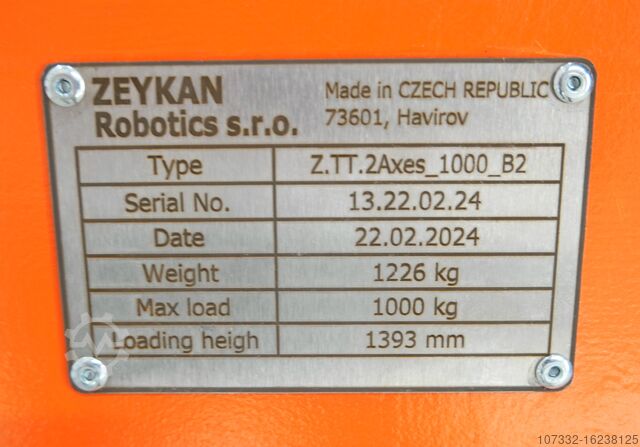 ZEYKAN
Robotics s.r.o.
Made in CZECH REPUBLIC
73601, Havirov
Type Z.TT.2Axes_1000_B2
Serial No. 13.22.02.24
Date 22.02.2024
Weight 1226 kg
Max load 1000 kg
Loading heigh 1393 mm
107332-16238125